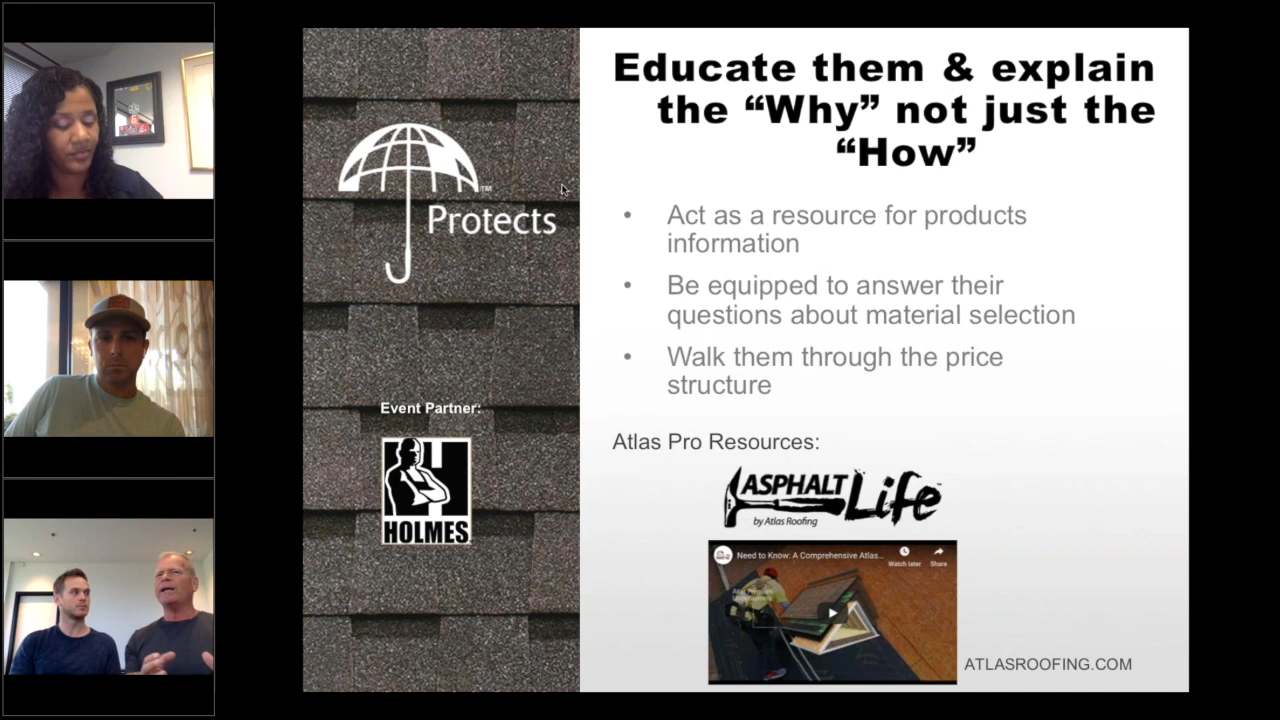 Educate them & explain
the “Why” not just the
“How”
™
Protects
• Act as a resource for products
information
• Be equipped to answer their
questions about material selection
• Walk them through the price
structure
Event Partner:
HOLMES
Atlas Pro Resources:
ASPHALT Life™
by Atlas Roofing
Need to Know: A Comprehensive Atlas...
Watch later
Share
ATLASROOFING.COM